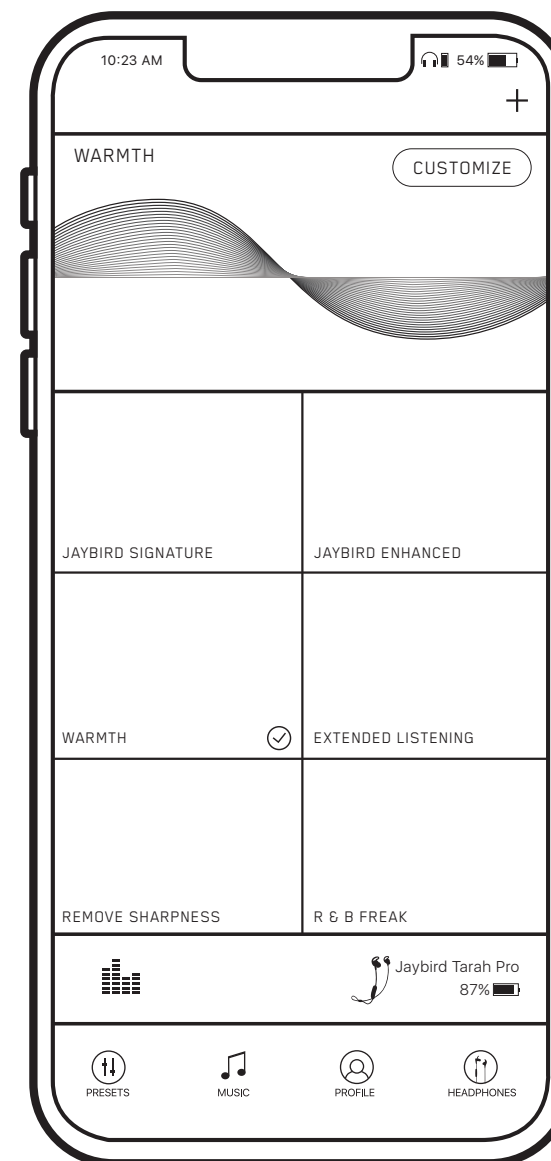 10:23 AM 54%
WARMTH
CUSTOMIZE
JAYBIRD SIGNATURE JAYBIRD ENHANCED
WARMTH EXTENDED LISTENING
REMOVE SHARPNESS R & B FREAK
Jaybird Tarah Pro
87%
PRESETS MUSIC PROFILE HEADPHONES